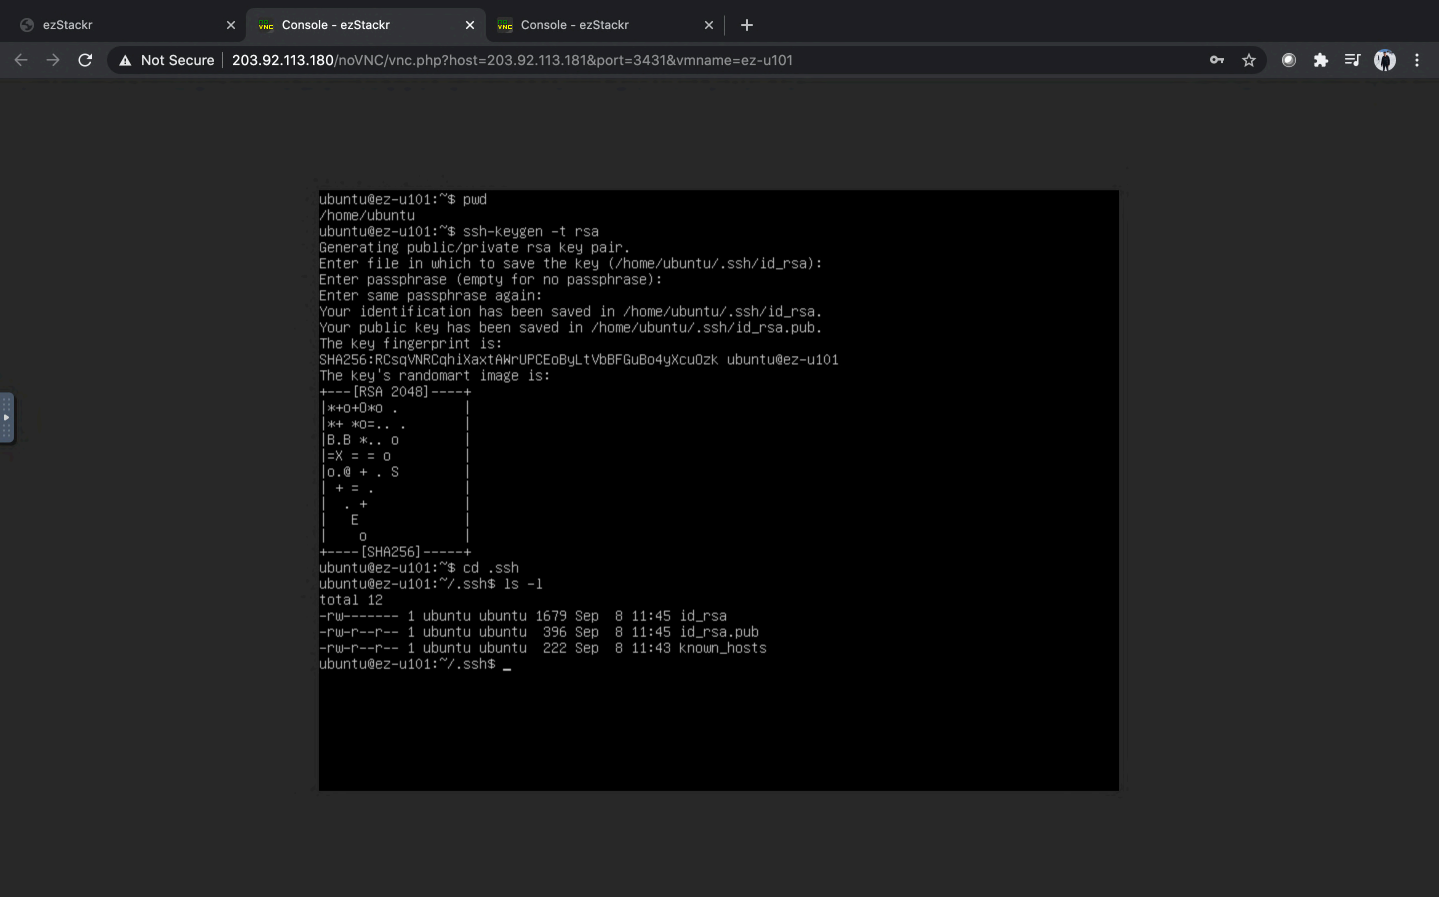 ezStackr
Console - ezStackr
Console - ezStackr
Not Secure
203.92.113.180/noVNC/vnc.php?host=203.92.113.181&port=3431&vmname=ez-u101
ubuntu@ez-u101:~$ pwd
/home/ubuntu
ubuntu@ez-u101:~$ ssh-keygen -t rsa
Generating public/private rsa key pair.
Enter file in which to save the key (/home/ubuntu/.ssh/id_rsa):
Enter passphrase (empty for no passphrase):
Enter same passphrase again:
Your identification has been saved in /home/ubuntu/.ssh/id_rsa.
Your public key has been saved in /home/ubuntu/.ssh/id_rsa.pub.
The key fingerprint is:
SHA256:RCsqVNRCqhiXaxtAWrUPCEoByLtVbBFGuBo4yXcuOzk ubuntu@ez-u101
The key's randomart image is:
+---[RSA 2048]----+
|*+o+O*o .        |
|*+ *o=.. .       |
|B.B *.. o        |
|=X = = o         |
|o.@ + . S        |
| + = .           |
|  . +            |
|   E             |
|    o            |
+----[SHA256]-----+
ubuntu@ez-u101:~$ cd .ssh
ubuntu@ez-u101:~/.ssh$ ls -l
total 12
-rw------- 1 ubuntu ubuntu 1679 Sep  8 11:45 id_rsa
-rw-r--r-- 1 ubuntu ubuntu  396 Sep  8 11:45 id_rsa.pub
-rw-r--r-- 1 ubuntu ubuntu  222 Sep  8 11:43 known_hosts
ubuntu@ez-u101:~/.ssh$ _